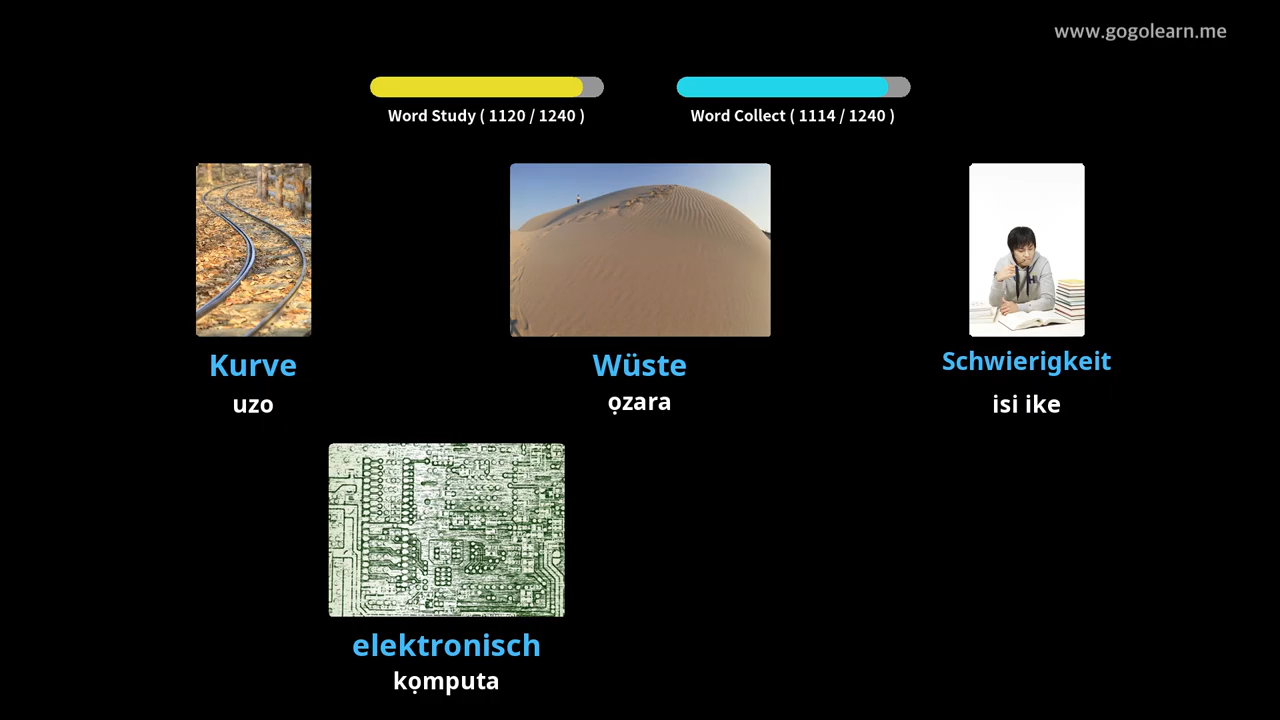 www.gogolearn.me
Word Study ( 1120 / 1240 )
Word Collect ( 1114 / 1240 )
Kurve
uzo
Wüste
ọzara
Schwierigkeit
isi ike
elektronisch
kọmputa